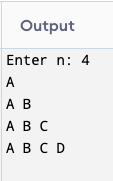 Output
Enter n: 4
A
A B
A B C
A B C D